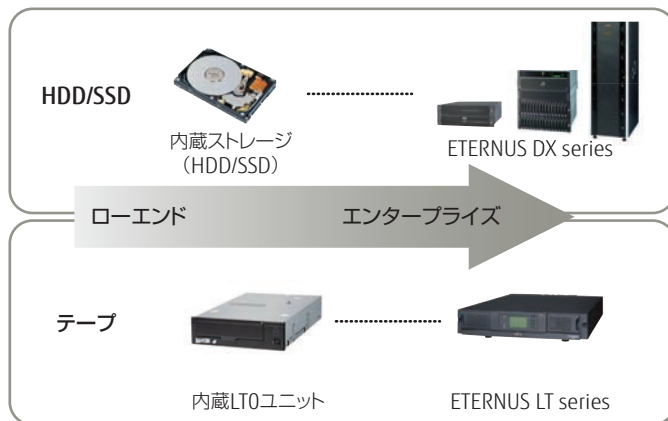 HDD/SSD
内蔵ストレージ
（HDD/SSD）
ETERNUS DX series
ローエンド
エンタープライズ
テープ
内蔵LTOユニット
ETERNUS LT series